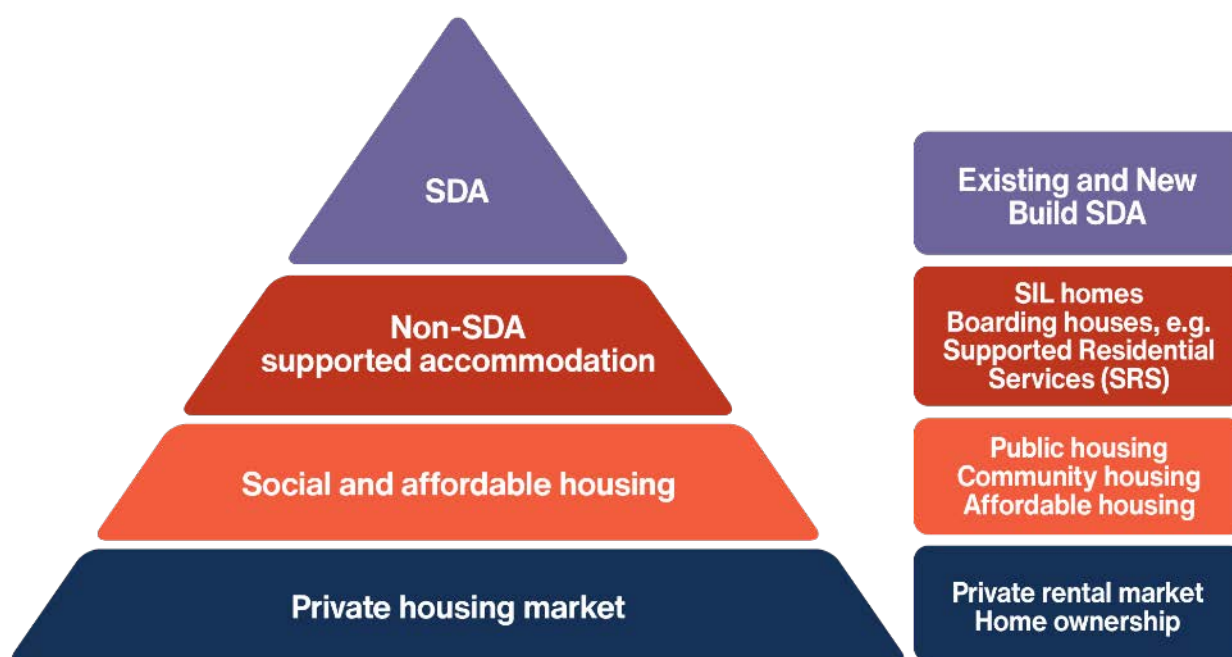 SDA
Existing and New
Build SDA
Non-SDA
supported accommodation
SIL homes
Boarding houses, e.g.
Supported Residential
Services (SRS)
Social and affordable housing
Public housing
Community housing
Affordable housing
Private housing market
Private rental market
Home ownership